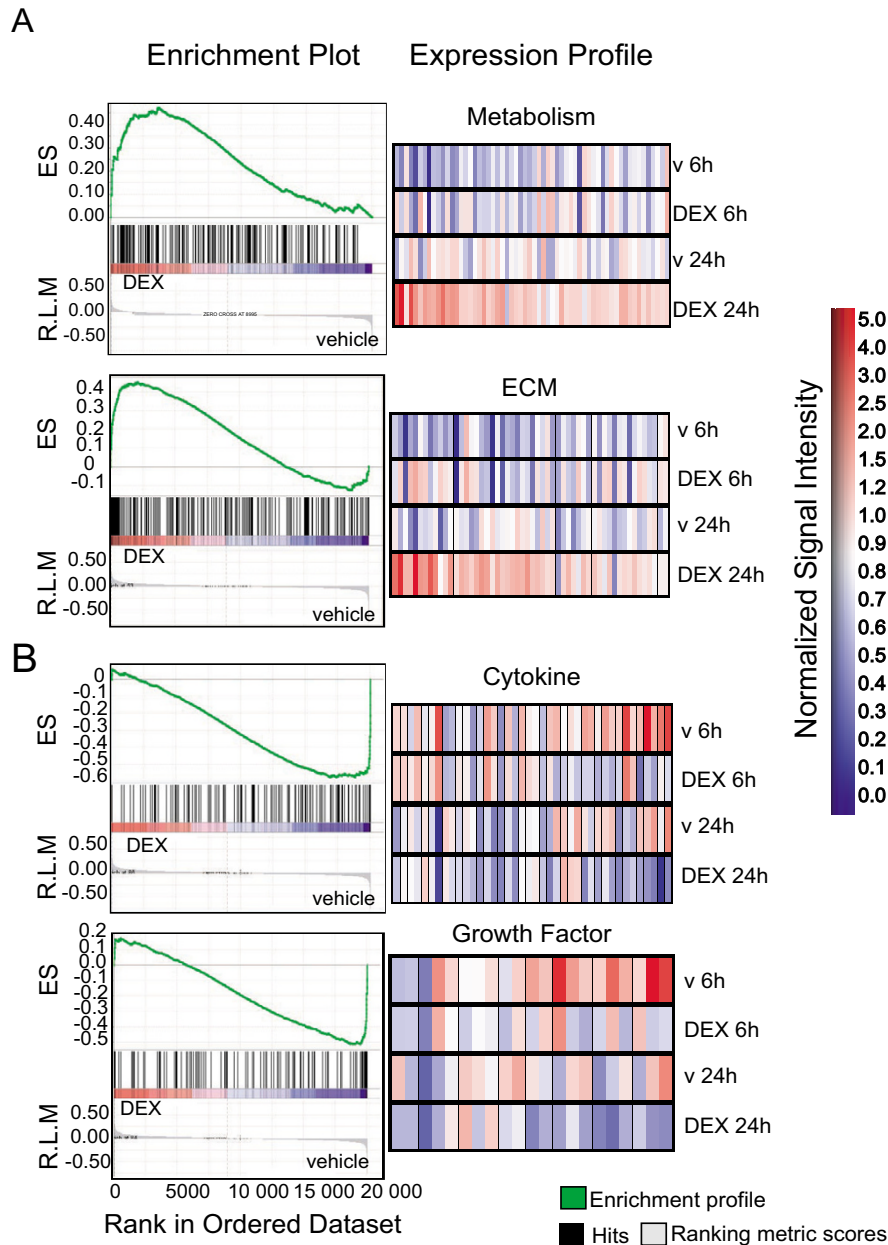 A
Enrichment Plot
Expression Profile
Metabolism
ES
0.40
0.30
0.20
0.10
0.00
R.L.M
0.50
0.00
-0.50
DEX
ZERO CROSS AT 8995
vehicle
v 6h
DEX 6h
v 24h
DEX 24h
ECM
ES
0.4
0.3
0.2
0.1
0
-0.1
R.L.M
0.50
0.00
-0.50
DEX
vehicle
v 6h
DEX 6h
v 24h
DEX 24h
Normalized Signal Intensity
5.0
3.0
2.0
1.5
1.2
1.0
0.9
0.8
0.7
0.6
0.5
0.4
0.3
0.2
0.1
0.0
B
Cytokine
ES
0
-0.1
-0.2
-0.3
-0.4
-0.5
-0.6
R.L.M
0.50
0.00
-0.50
DEX
vehicle
v 6h
DEX 6h
v 24h
DEX 24h
Growth Factor
ES
0.2
0.1
-0.0
-0.1
-0.2
-0.3
-0.4
-0.5
R.L.M
0.50
0.00
-0.50
DEX
vehicle
v 6h
DEX 6h
v 24h
DEX 24h
0 5000 10 000 15 000 20 000
Rank in Ordered Dataset
Enrichment profile
Hits
Ranking metric scores